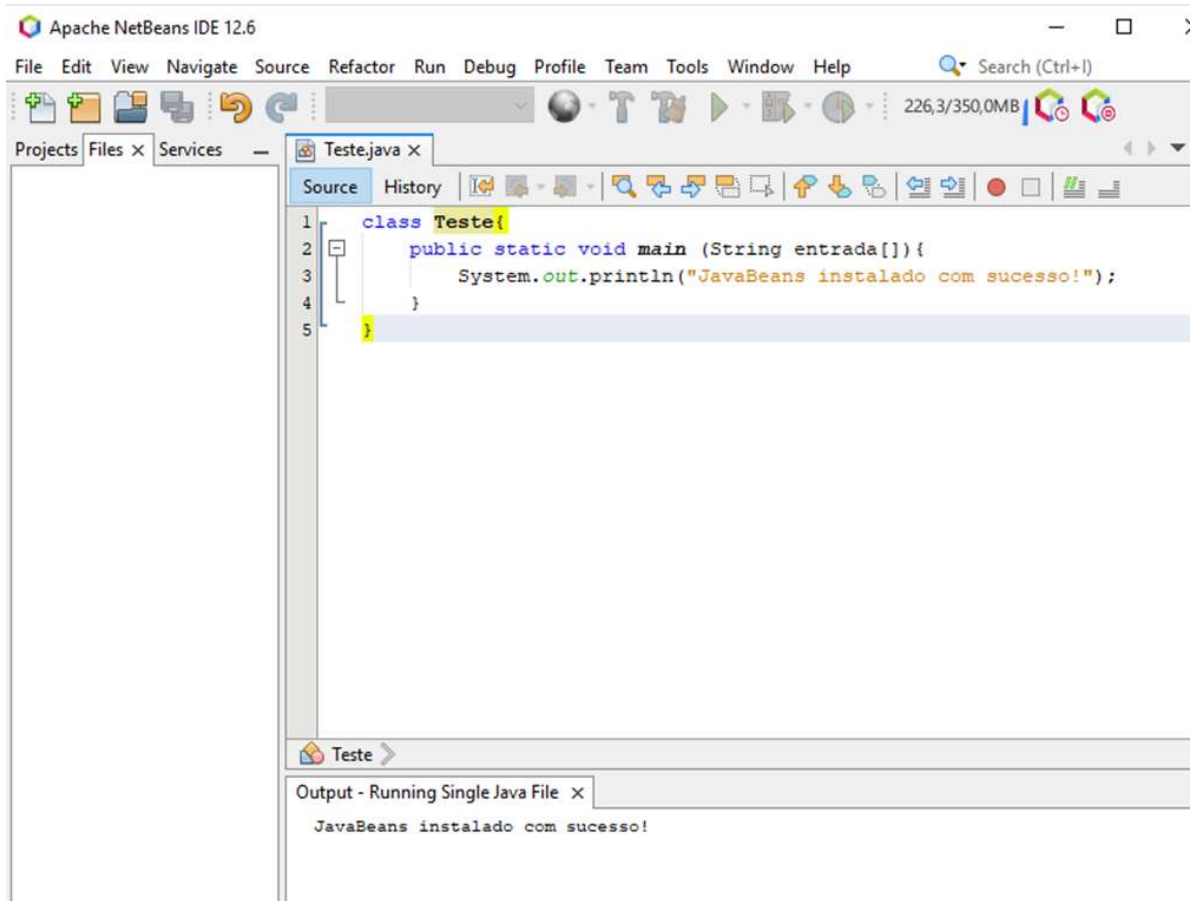 Apache NetBeans IDE 12.6
File Edit View Navigate Source Refactor Run Debug Profile Team Tools Window Help Search (Ctrl+I)
226,3/350,0MB
Projects Files Services Teste.java
Source History
1 class Teste{
2 public static void main (String entrada[]){
3 System.out.println("JavaBeans instalado com sucesso!");
4 }
5 }
Teste
Output - Running Single Java File
JavaBeans instalado com sucesso!